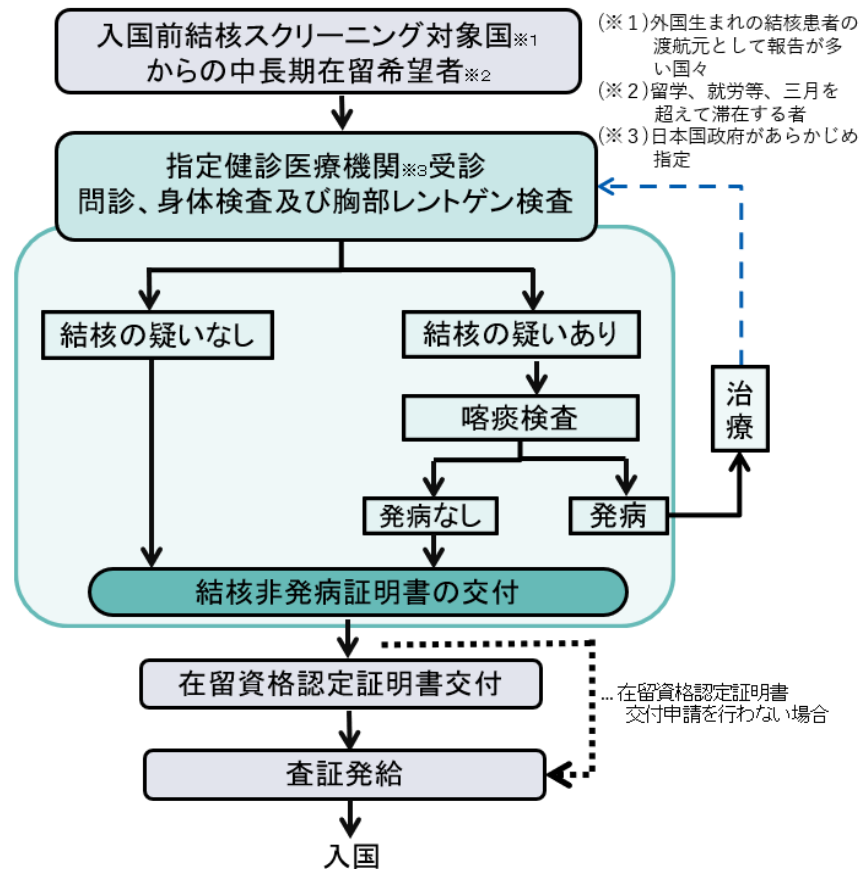 入国前結核スクリーニング対象国※1
からの中長期在留希望者※2
(※１)外国生まれの結核患者の
渡航元として報告が多
い国々
(※２)留学、就労等、三月を
超えて滞在する者
(※３)日本国政府があらかじめ
指定
指定健診医療機関※3受診
問診、身体検査及び胸部レントゲン検査
結核の疑いなし
結核の疑いあり
喀痰検査
治療
発病なし
発病
結核非発病証明書の交付
在留資格認定証明書交付
…在留資格認定証明書
交付申請を行わない場合
査証発給
入国